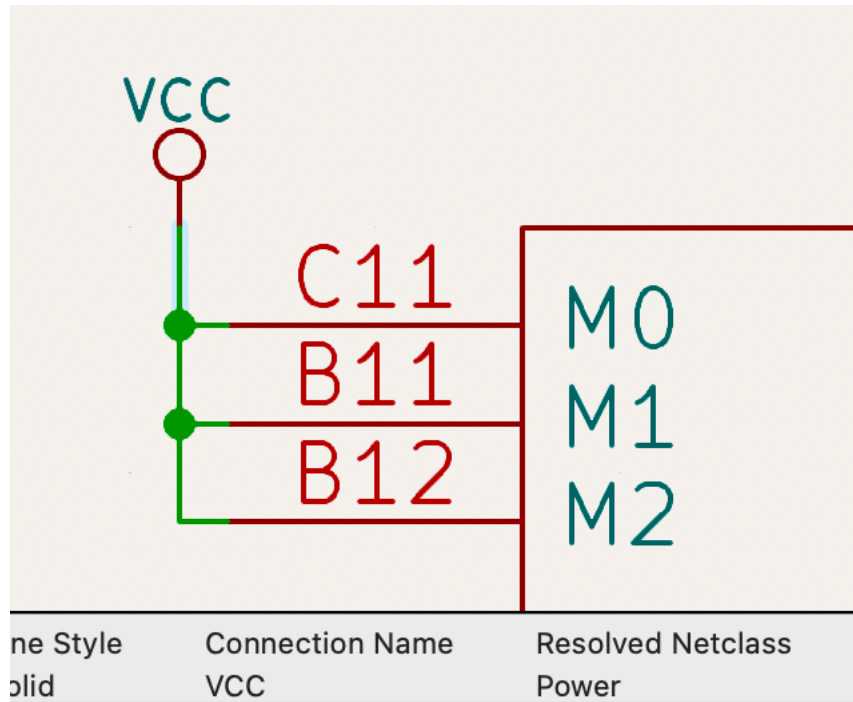 VCC
C11
M0
B11
M1
B12
M2
ne Style Connection Name Resolved Netclass
olid VCC Power